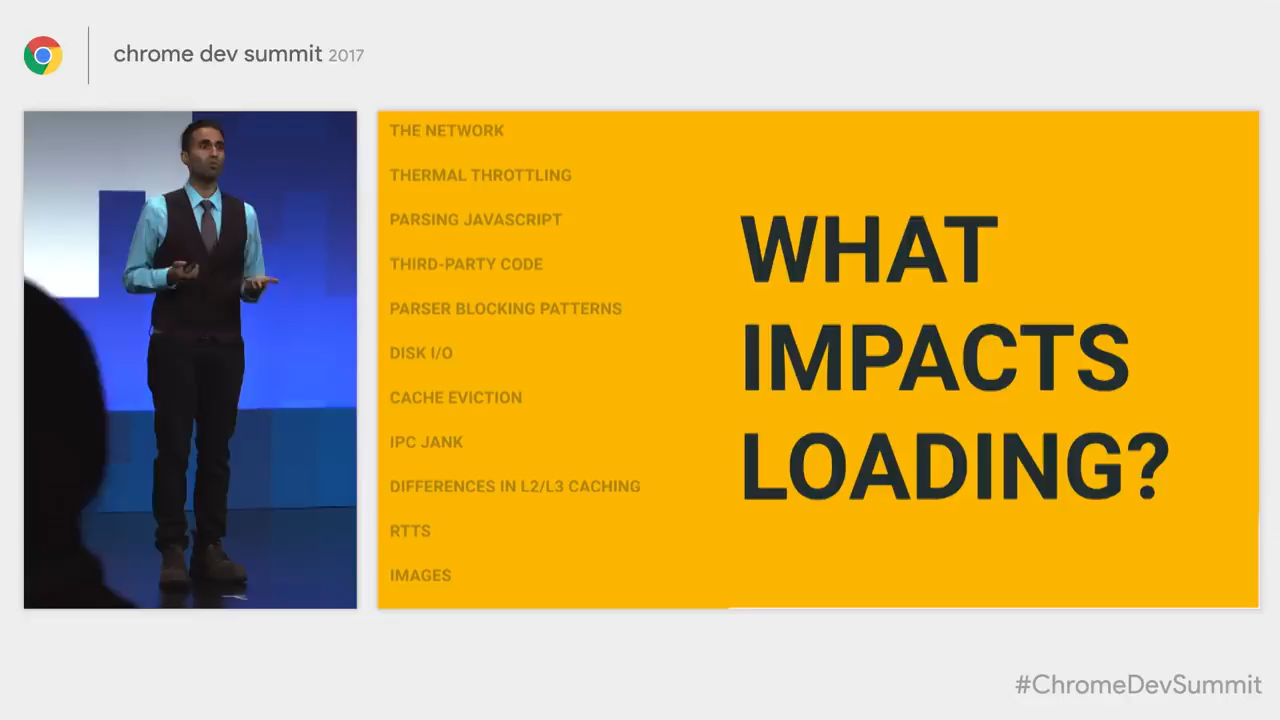 chrome dev summit 2017
THE NETWORK
THERMAL THROTTLING
PARSING JAVASCRIPT
THIRD-PARTY CODE
PARSER BLOCKING PATTERNS
DISK I/O
CACHE EVICTION
IPC JANK
DIFFERENCES IN L2/L3 CACHING
RTTS
IMAGES
WHAT
IMPACTS
LOADING?
#ChromeDevSummit